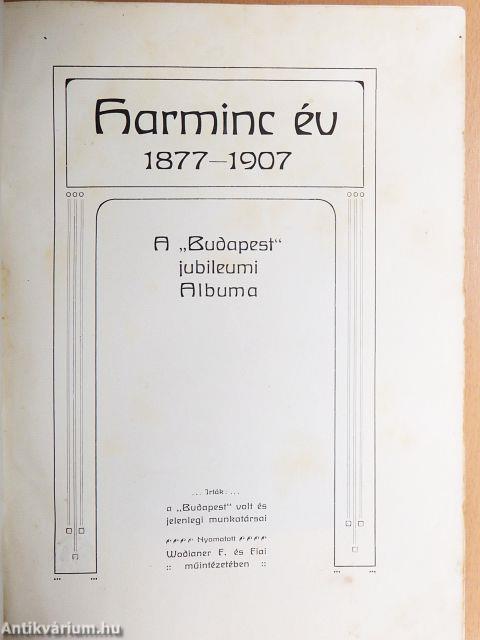 Harminc év
1877—1907
A „Budapest“
jubileumi
Albuma
... Irták: ...
a „Budapest“ volt és
jelenlegi munkatársai
Nyomatott
Wodianer F. és Fiai
:: műintézetében ::
Antikvárium.hu